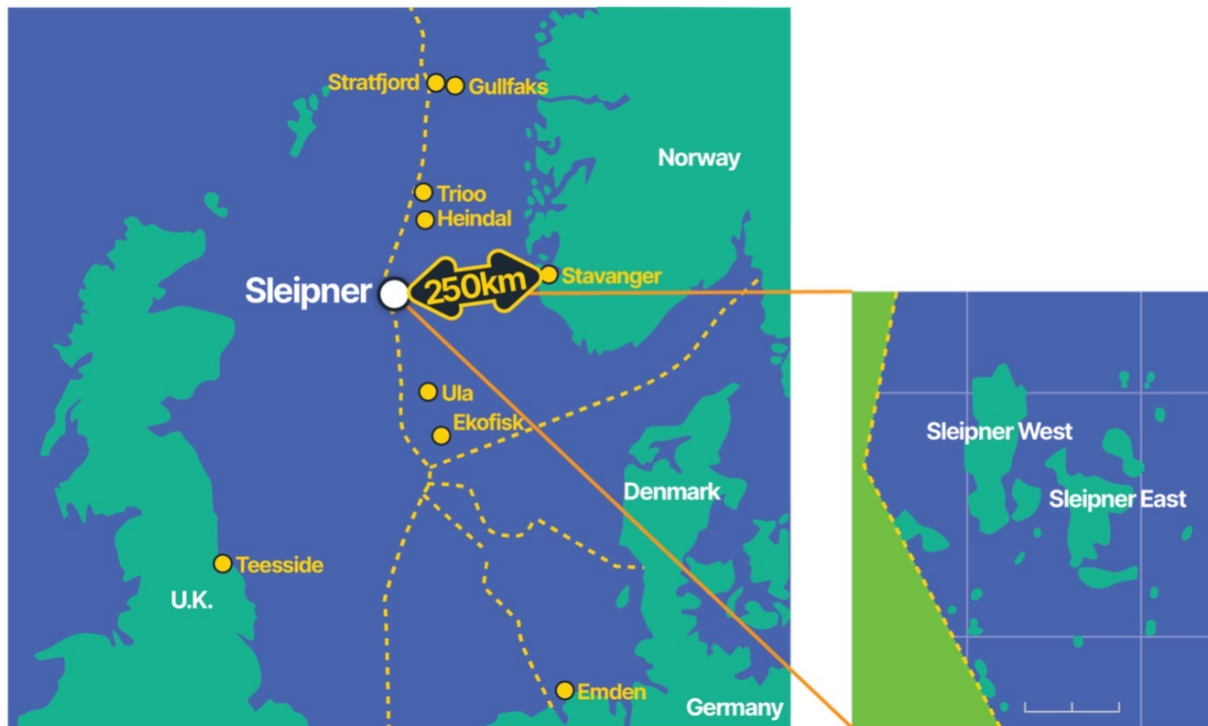 Stratfjord
Gullfaks
Norway
Trioo
Heindal
Sleipner
250km
Stavanger
Ula
Ekofisk
Denmark
Teesside
U.K.
Emden
Germany
Sleipner West
Sleipner East